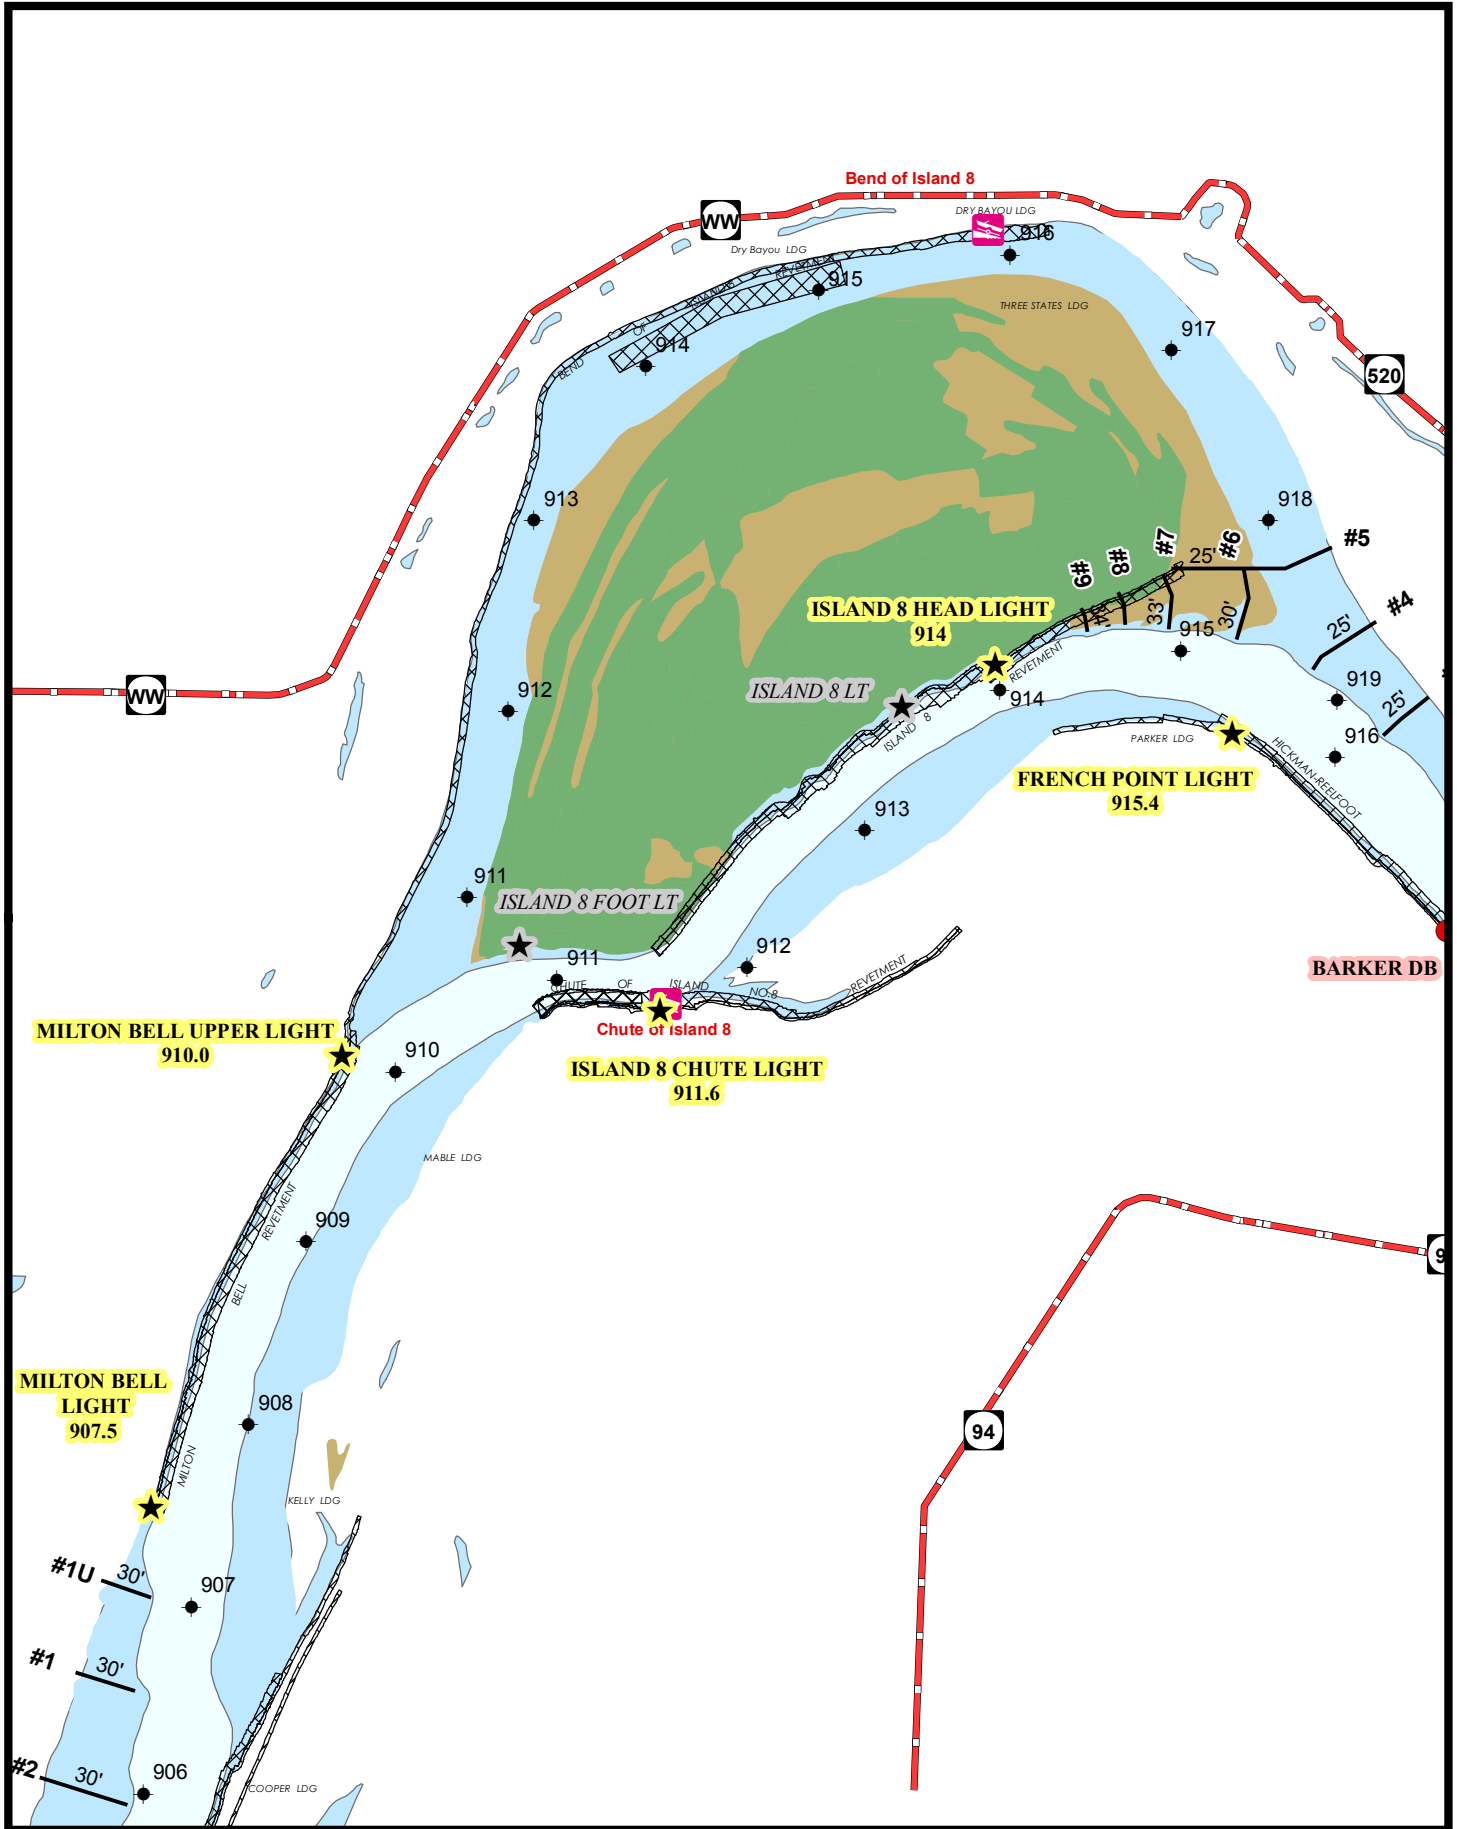 Bend of Island 8
WW
DRY BAYOU LDG
916
Dry Bayou LDG
REVETMENT
915
ISLAND 8
OF
BEND
914
THREE STATES LDG
917
520
913
918
#5
#7
#6
25'
#8
#9
ISLAND 8 HEAD LIGHT
914
33'
30'
25'
#4
915
REVETMENT
WW
912
ISLAND 8 LT
914
919
25'
ISLAND 8
PARKER LDG
916
HICKMAN-REELFOOT
FRENCH POINT LIGHT
915.4
913
911
ISLAND 8 FOOT LT
912
911
BARKER DB
CHUTE OF ISLAND NO 8 REVETMENT
Chute of Island 8
MILTON BELL UPPER LIGHT
910.0
910
ISLAND 8 CHUTE LIGHT
911.6
MABLE LDG
REVETMENT
909
BELL
9
MILTON BELL
LIGHT
907.5
908
94
MILTON
KELLY LDG
#1U
30'
907
#1
30'
#2
30'
906
COOPER LDG